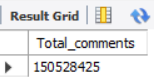 Result Grid
Total_comments
150528425